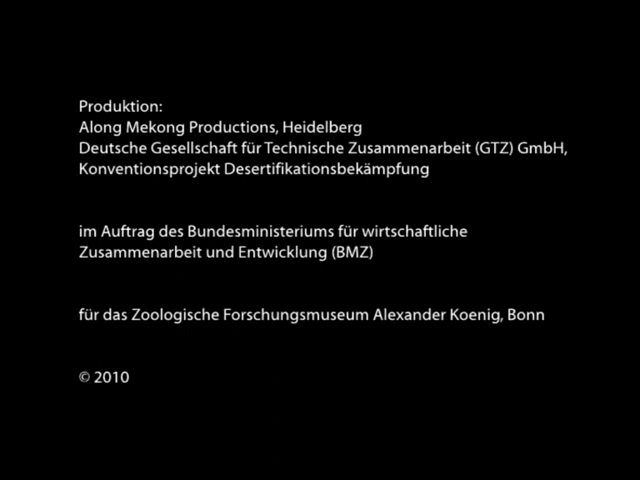 Produktion:
Along Mekong Productions, Heidelberg
Deutsche Gesellschaft für Technische Zusammenarbeit (GTZ) GmbH,
Konventionsprojekt Desertifikationsbekämpfung
im Auftrag des Bundesministeriums für wirtschaftliche
Zusammenarbeit und Entwicklung (BMZ)
für das Zoologische Forschungsmuseum Alexander Koenig, Bonn
© 2010